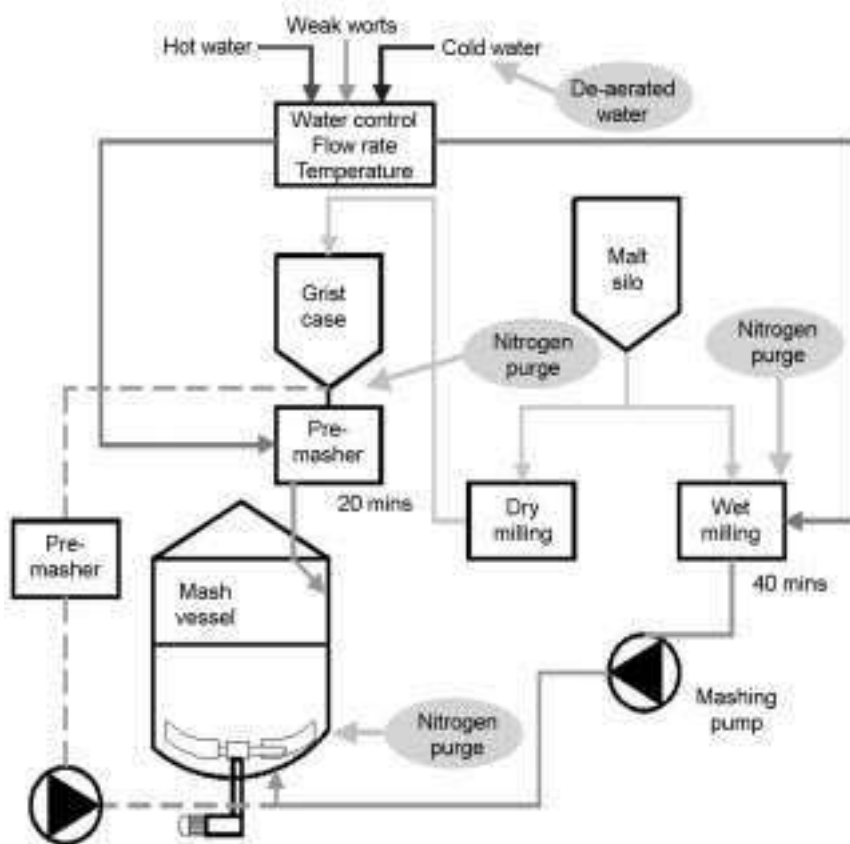 Weak worts
Hot water
Cold water
De-aerated
water
Water control
Flow rate
Temperature
Grist
case
Malt
silo
Nitrogen
purge
Nitrogen
purge
Pre-
masher
20 mins
Dry
milling
Wet
milling
40 mins
Pre-
masher
Mash
vessel
Mashing
pump
Nitrogen
purge